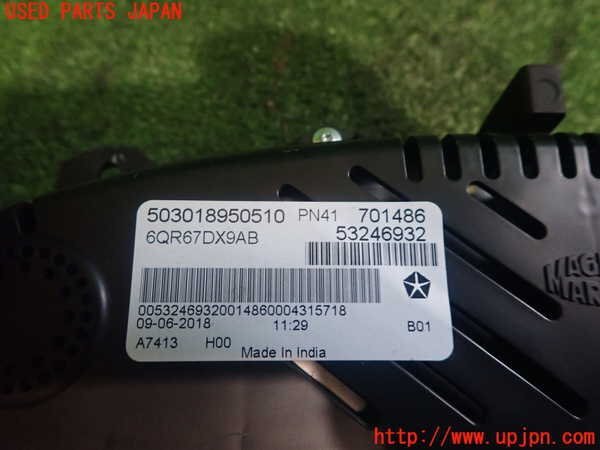 USED PARTS JAPAN
503018950510 PN41 701486
6QR67DX9AB 53246932
00532469320014860004315718
09-06-2018 11:29 B01
A7413 H00
Made In India
http://www.upjpn.com/